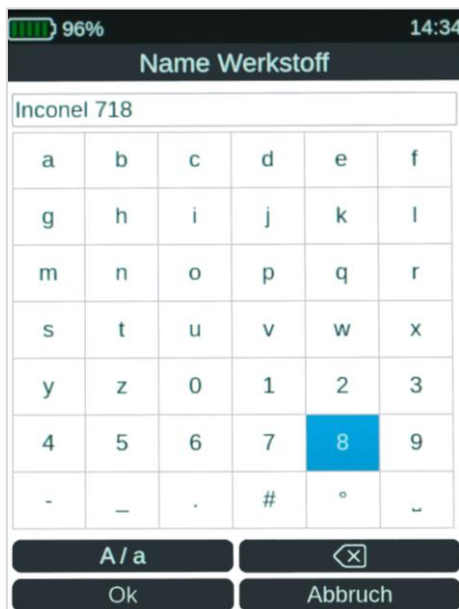 96% 14:34
Name Werkstoff
Inconel 718
a b c d e f
g h i j k l
m n o p q r
s t u v w x
y z 0 1 2 3
4 5 6 7 8 9
- _ . # ° ␣
A / a ⌫
Ok Abbruch